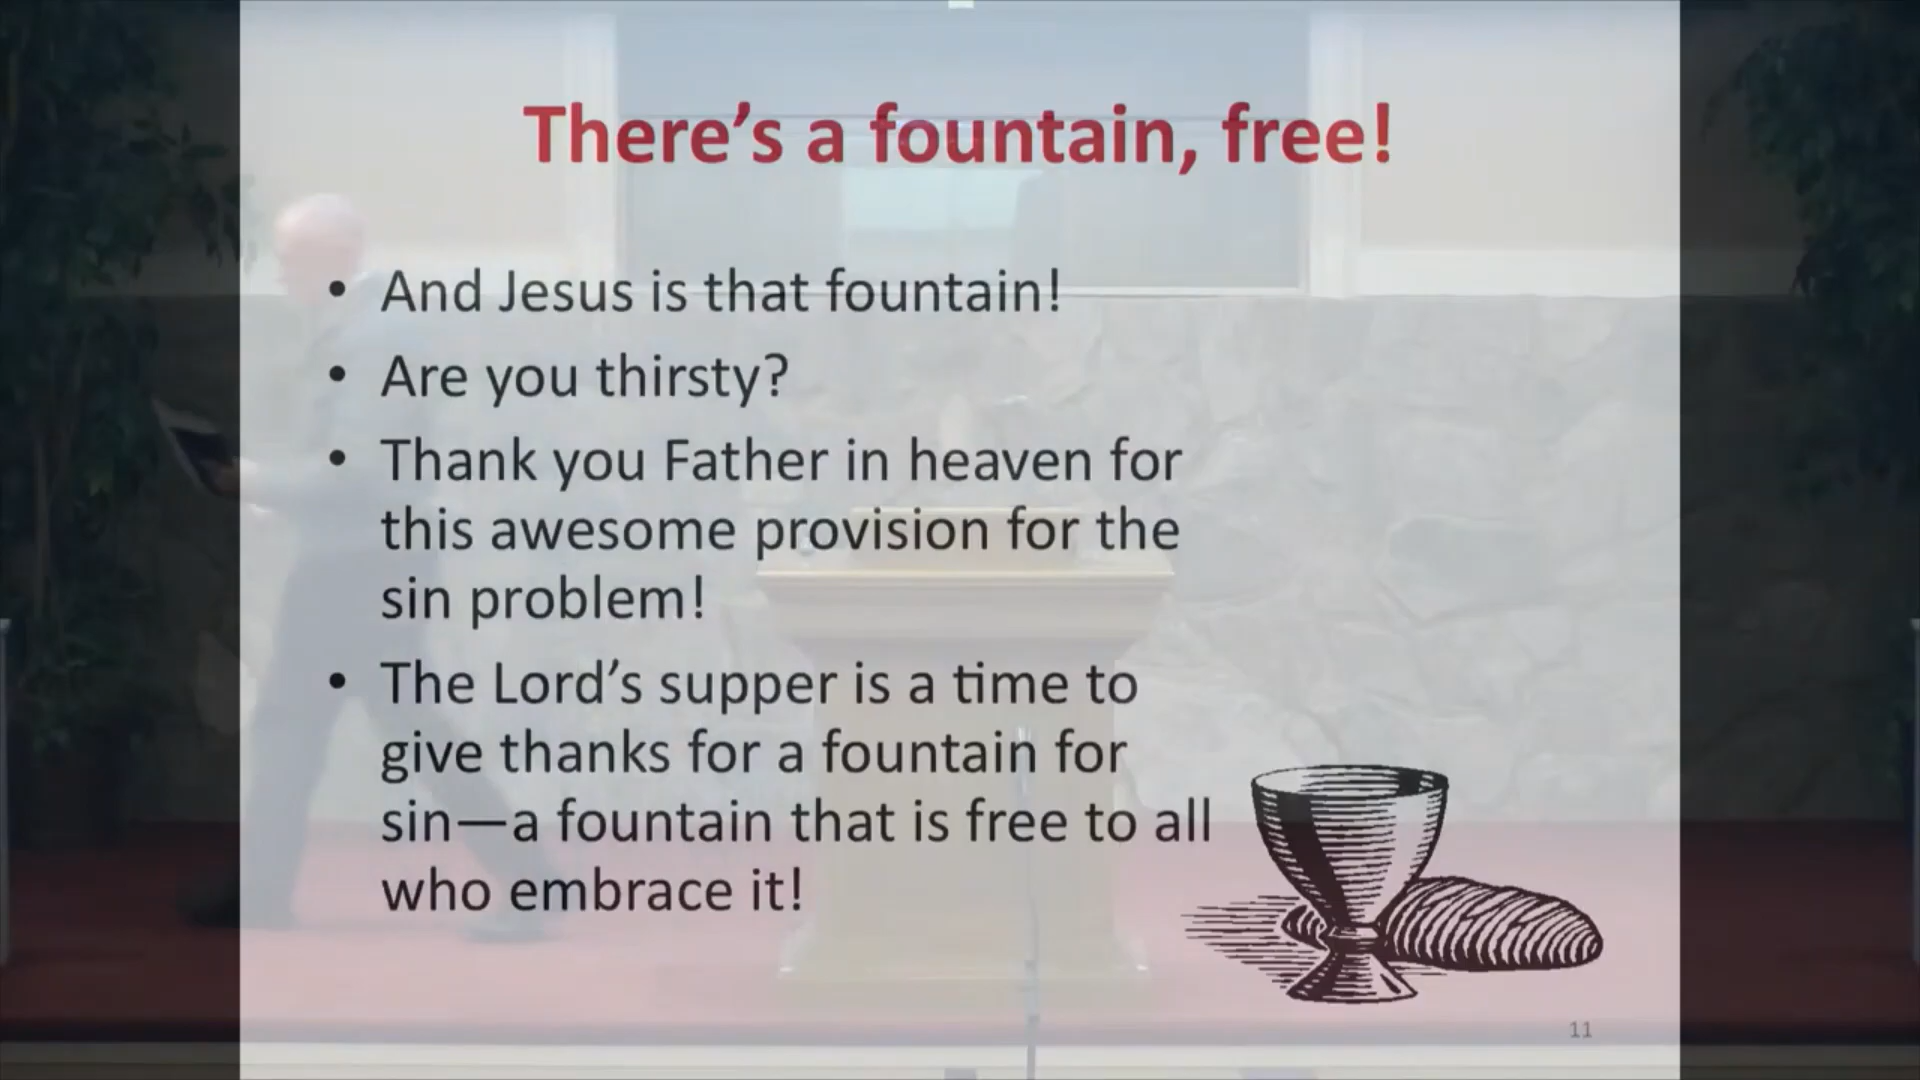 There's a fountain, free!
• And Jesus is that fountain!
• Are you thirsty?
• Thank you Father in heaven for
this awesome provision for the
sin problem!
• The Lord's supper is a time to
give thanks for a fountain for
sin—a fountain that is free to all
who embrace it!
11